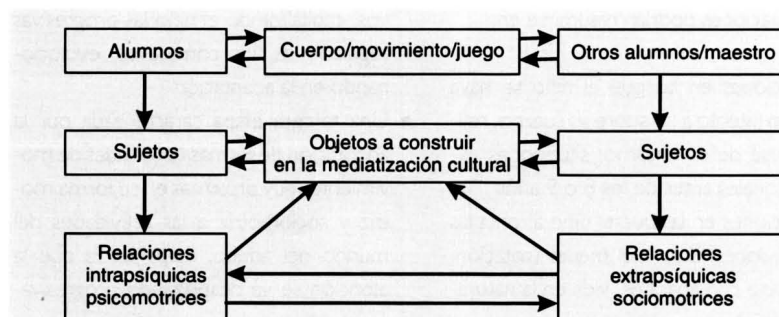 Alumnos
Cuerpo/movimiento/juego
Otros alumnos/maestro
Sujetos
Objetos a construir
en la mediatización cultural
Sujetos
Relaciones
intrapsíquicas
psicomotrices
Relaciones
extrapsíquicas
sociomotrices